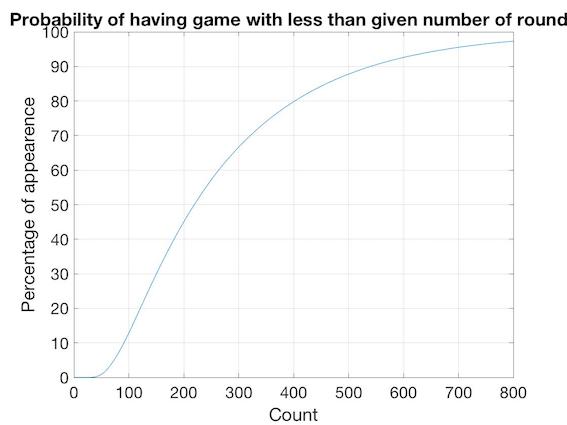 Probability of having game with less than given number of round
100
90
80
70
60
50
40
30
20
10
0
Percentage of appearence
0 100 200 300 400 500 600 700 800
Count